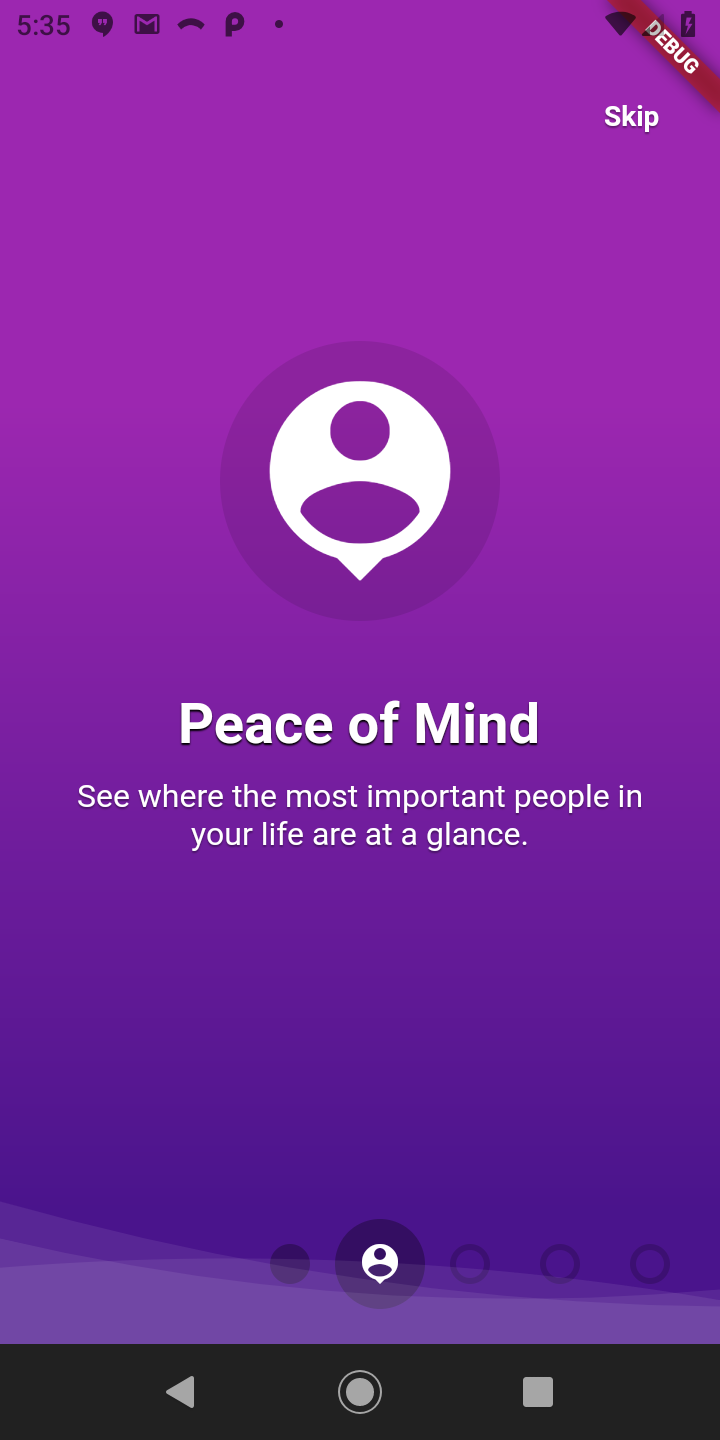 5:35
DEBUG
Skip
Peace of Mind
See where the most important people in
your life are at a glance.